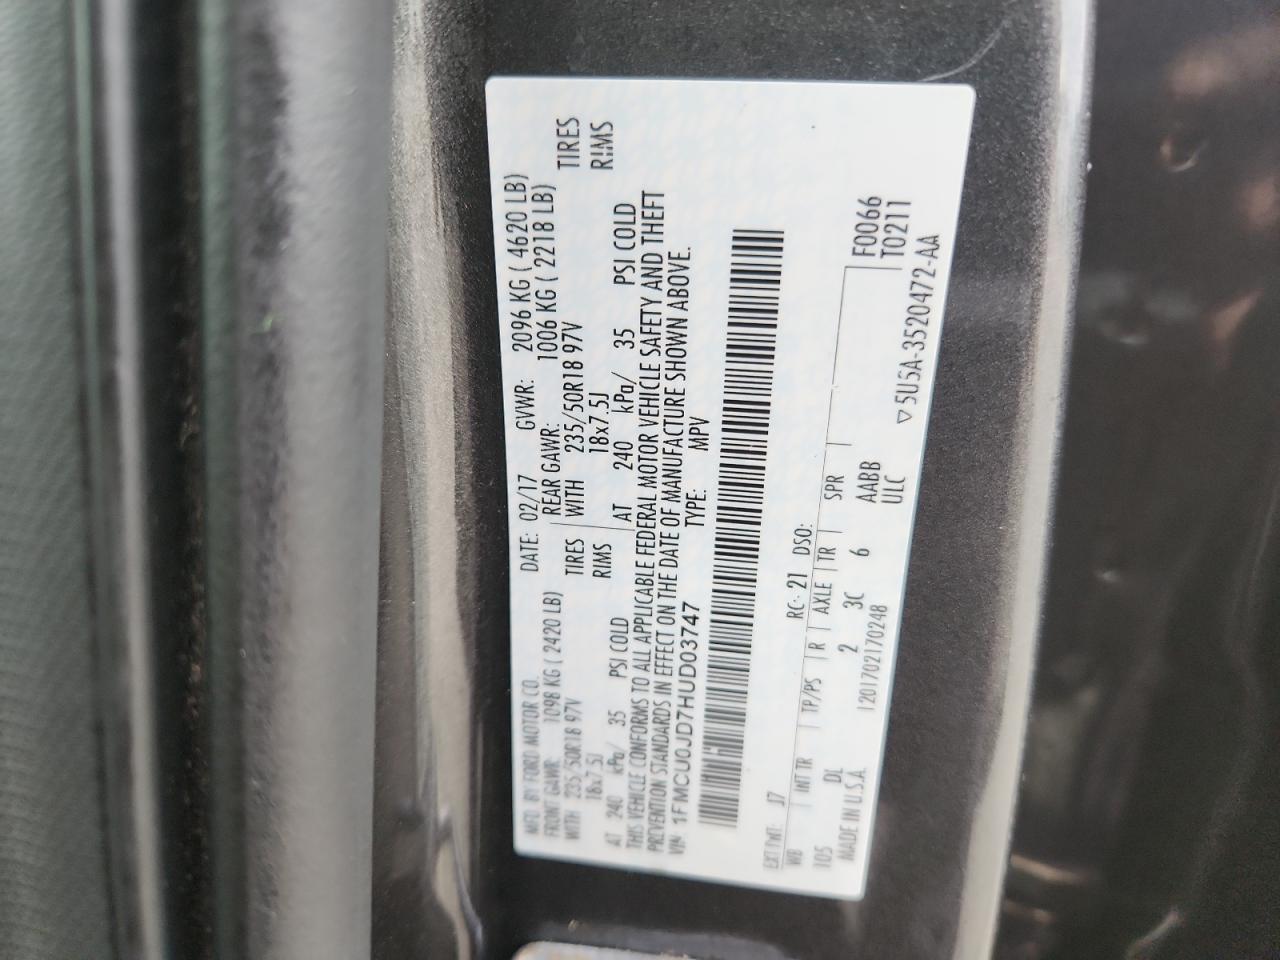 MFD. BY FORD MOTOR CO.
DATE: 02/17 GVWR: 2096 KG ( 4620 LB)
FRONT GAWR: 1098 KG ( 2420 LB) REAR GAWR: 1006 KG ( 2218 LB)
WITH 235/50R18 97V TIRES WITH 235/50R18 97V TIRES
18x7.5J RIMS 18x7.5J RIMS
AT 240 kPa/ 35 PSI COLD AT 240 kPa/ 35 PSI COLD
THIS VEHICLE CONFORMS TO ALL APPLICABLE FEDERAL MOTOR VEHICLE SAFETY AND THEFT
PREVENTION STANDARDS IN EFFECT ON THE DATE OF MANUFACTURE SHOWN ABOVE.
VIN: 1FMCU0JD7HUD03747 TYPE: MPV
EXT PNT: J7 RC: 21 DSO:
WB INT TR TP/PS R AXLE TR SPR F0066
105 DL 2 3C 6 AABB T0211
MADE IN U.S.A. 1201702170248 ULC
▽5U5A-3520472-AA